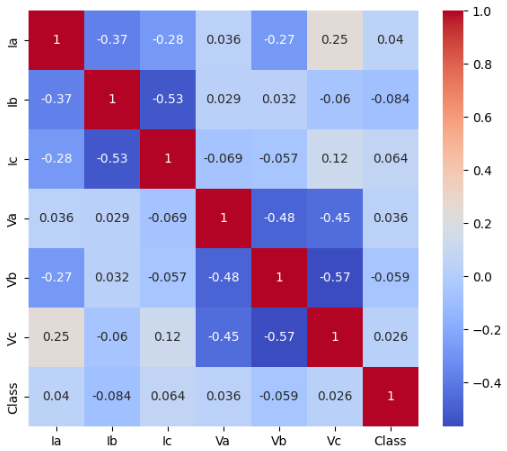 Ia 1 -0.37 -0.28 0.036 -0.27 0.25 0.04
Ib -0.37 1 -0.53 0.029 0.032 -0.06 -0.084
Ic -0.28 -0.53 1 -0.069 -0.057 0.12 0.064
Va 0.036 0.029 -0.069 1 -0.48 -0.45 0.036
Vb -0.27 0.032 -0.057 -0.48 1 -0.57 -0.059
Vc 0.25 -0.06 0.12 -0.45 -0.57 1 0.026
Class 0.04 -0.084 0.064 0.036 -0.059 0.026 1
Ia Ib Ic Va Vb Vc Class
1.0
0.8
0.6
0.4
0.2
0.0
−0.2
−0.4